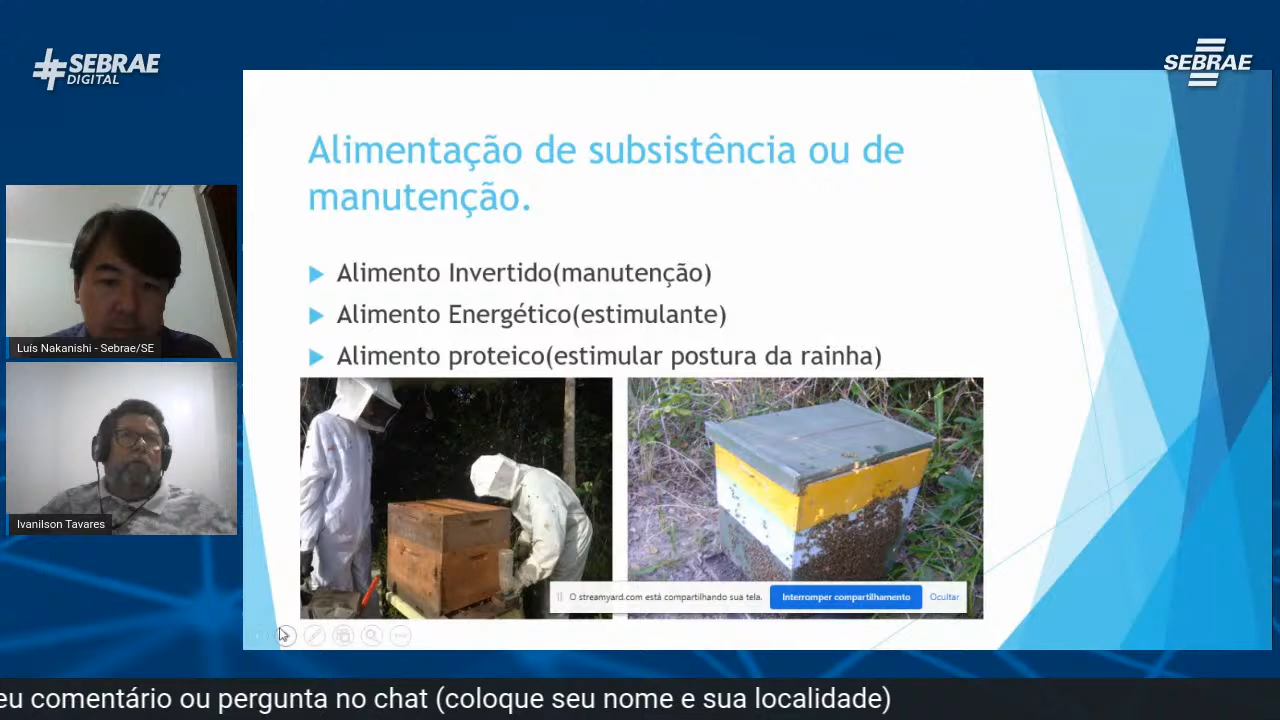 #SEBRAE
DIGITAL
SEBRAE
Alimentação de subsistência ou de
manutenção.
Alimento Invertido(manutenção)
Alimento Energético(estimulante)
Alimento proteico(estimular postura da rainha)
Luís Nakanishi - Sebrae/SE
Ivanilson Tavares
O streamyard.com está compartilhando sua tela.
Interromper compartilhamento
Ocultar
eu comentário ou pergunta no chat (coloque seu nome e sua localidade)